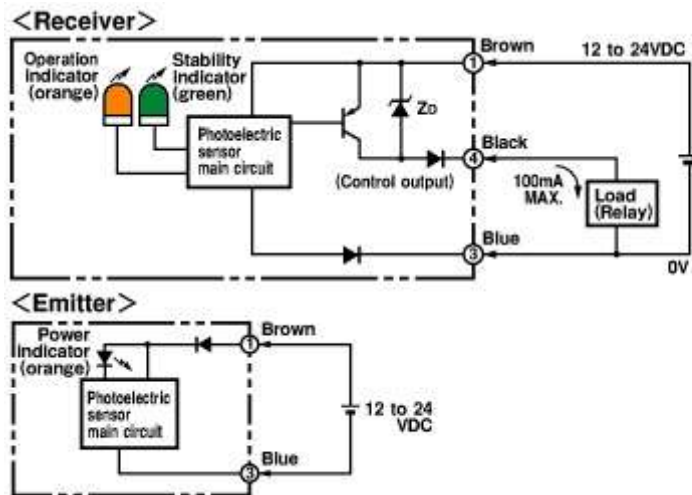 <Receiver>
Operation
indicator
(orange)
Stability
indicator
(green)
Photoelectric
sensor
main circuit
ZD
(Control output)
1
Brown
12 to 24VDC
4
Black
100mA
MAX.
Load
(Relay)
3
Blue
0V
<Emitter>
Power
indicator
(orange)
Photoelectric
sensor
main circuit
1
Brown
12 to 24
VDC
3
Blue